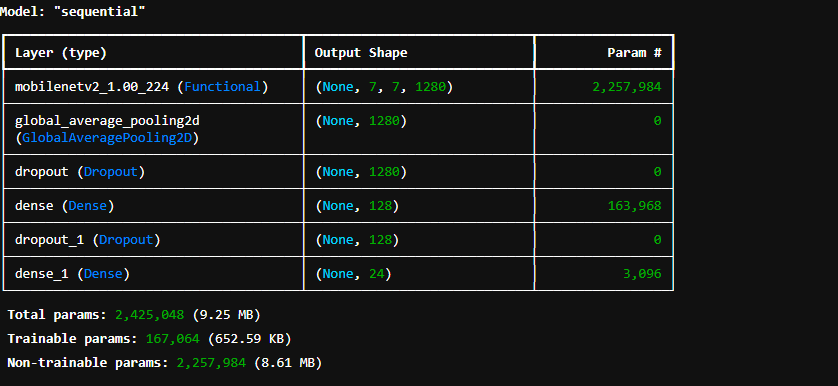 Model: "sequential"
Layer (type) Output Shape Param #
mobilenetv2_1.00_224 (Functional) (None, 7, 7, 1280) 2,257,984
global_average_pooling2d (None, 1280) 0
(GlobalAveragePooling2D)
dropout (Dropout) (None, 1280) 0
dense (Dense) (None, 128) 163,968
dropout_1 (Dropout) (None, 128) 0
dense_1 (Dense) (None, 24) 3,096
Total params: 2,425,048 (9.25 MB)
Trainable params: 167,064 (652.59 KB)
Non-trainable params: 2,257,984 (8.61 MB)